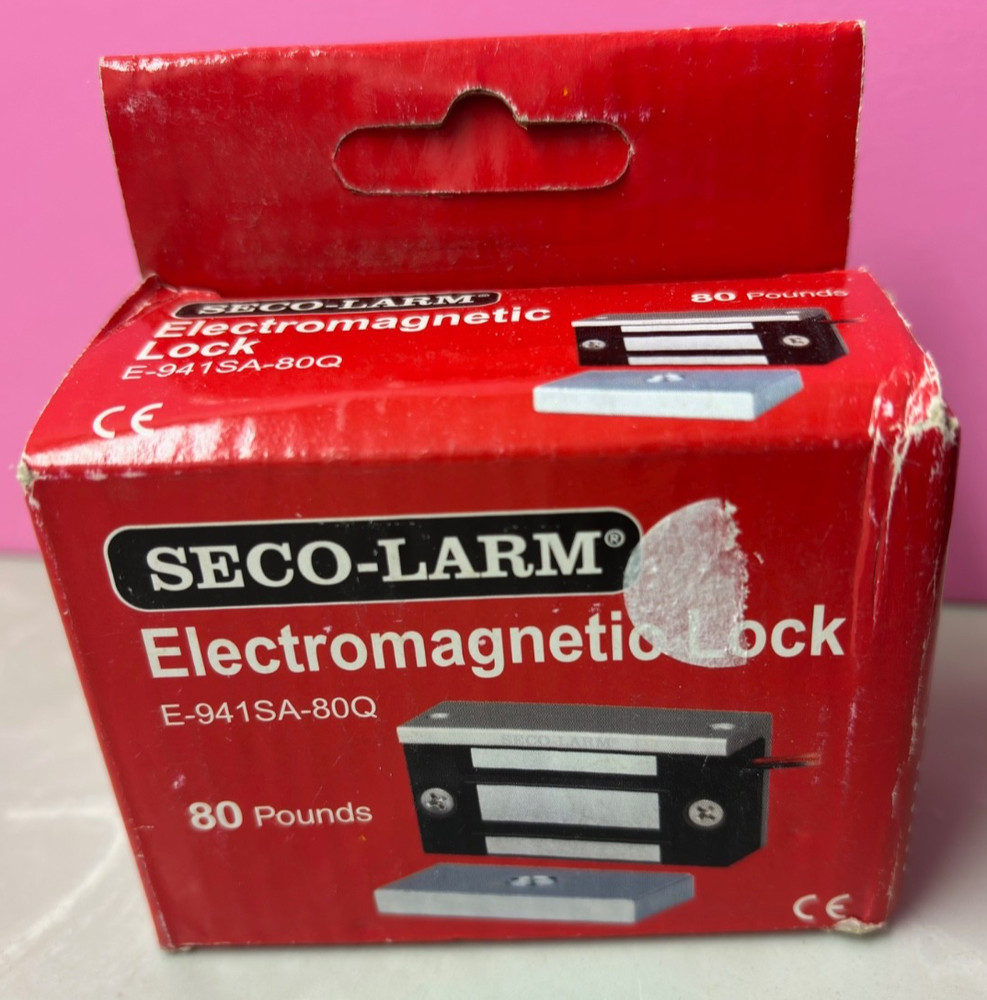 SECO-LARM®
80 Pounds
Electromagnetic
Lock
E-941SA-80Q
CE
SECO-LARM®
Electromagnetic Lock
E-941SA-80Q
SECO-LARM
80 Pounds
CE